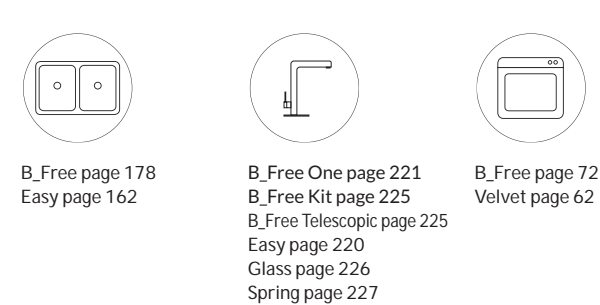 B_Free page 178
Easy page 162
B_Free One page 221
B_Free Kit page 225
B_Free Telescopic page 225
Easy page 220
Glass page 226
Spring page 227
B_Free page 72
Velvet page 62